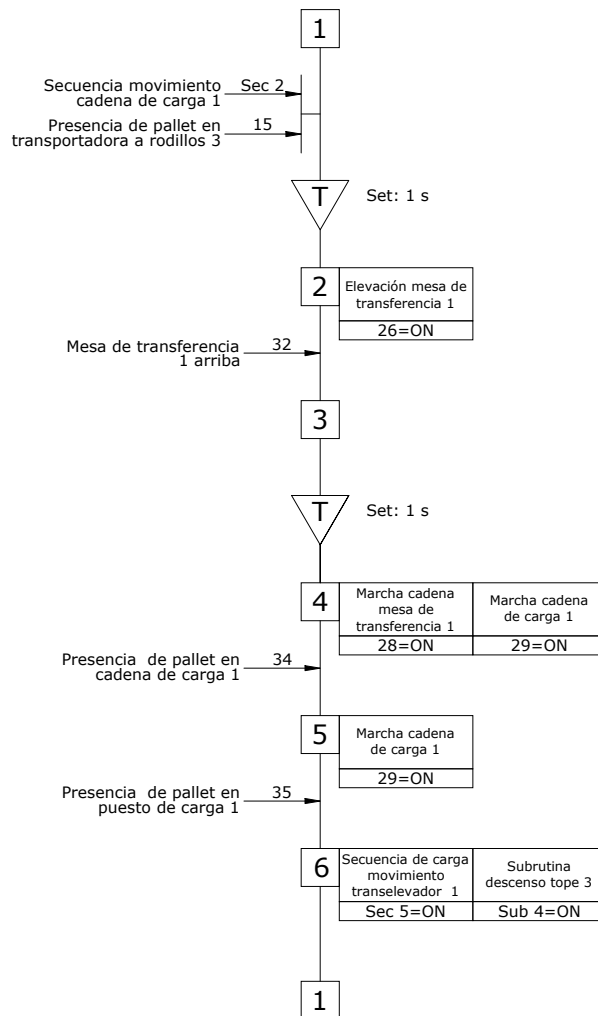 1
Secuencia movimiento
cadena de carga 1
Sec 2
Presencia de pallet en
transportadora a rodillos 3
15
T
Set: 1 s
2
Elevación mesa de
transferencia 1
26=ON
Mesa de transferencia
1 arriba
32
3
T
Set: 1 s
4
Marcha cadena
mesa de
transferencia 1
28=ON
Marcha cadena
de carga 1
29=ON
Presencia de pallet en
cadena de carga 1
34
5
Marcha cadena
de carga 1
29=ON
Presencia de pallet en
puesto de carga 1
35
6
Secuencia de carga
movimiento
transelevador 1
Sec 5=ON
Subrutina
descenso tope 3
Sub 4=ON
1